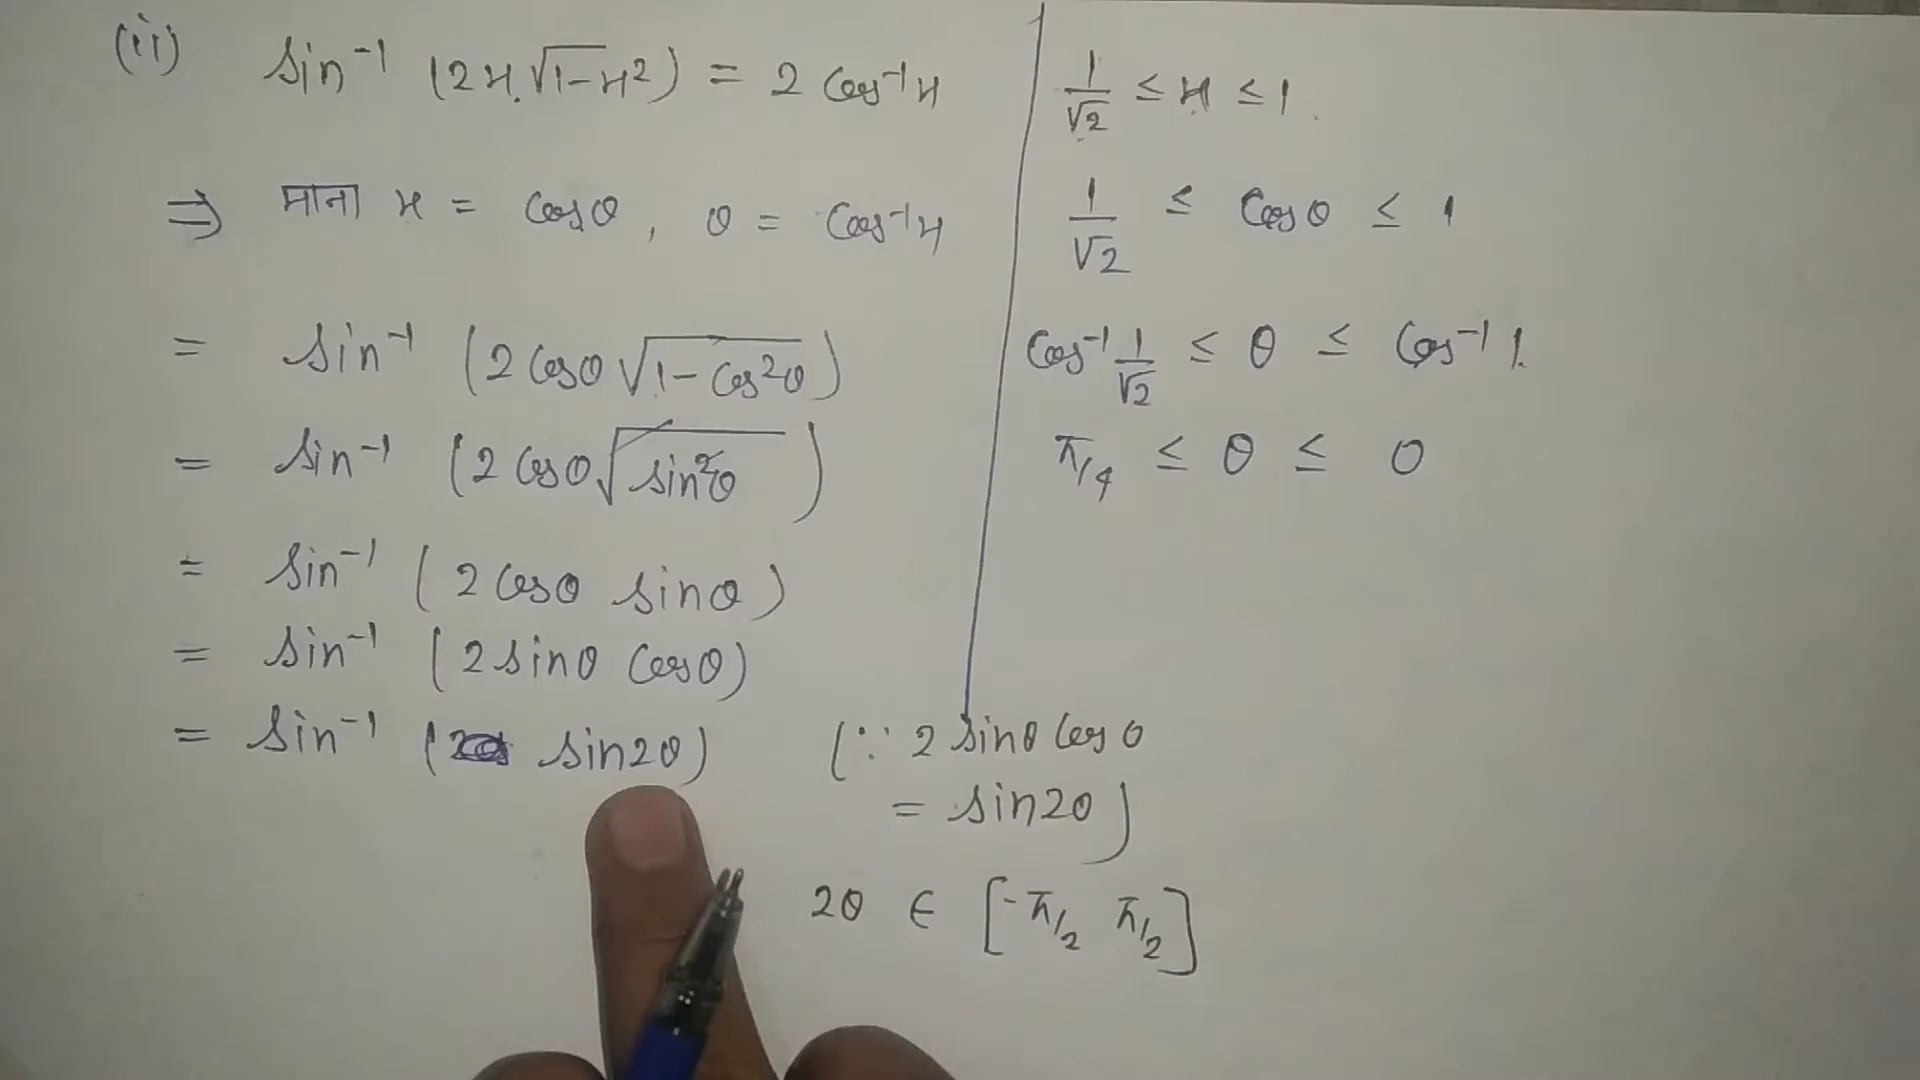 (ii) sin⁻¹ (2x.√1-x²) = 2 cos⁻¹x
⇒ माना x = cosθ, θ = cos⁻¹x
= sin⁻¹ (2 cosθ √1-cos²θ)
= sin⁻¹ (2 cosθ √sin²θ)
= sin⁻¹ (2 cosθ sinθ)
= sin⁻¹ (2 sinθ cosθ)
= sin⁻¹ (sin2θ) (∵ 2 sinθ cosθ
= sin2θ)
2θ ∈ [-π/2 π/2]
1/√2 ≤ x ≤ 1
1/√2 ≤ cosθ ≤ 1
cos⁻¹ 1/√2 ≤ θ ≤ cos⁻¹ 1.
π/4 ≤ θ ≤ 0